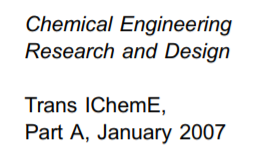 Chemical Engineering
Research and Design
Trans IChemE,
Part A, January 2007